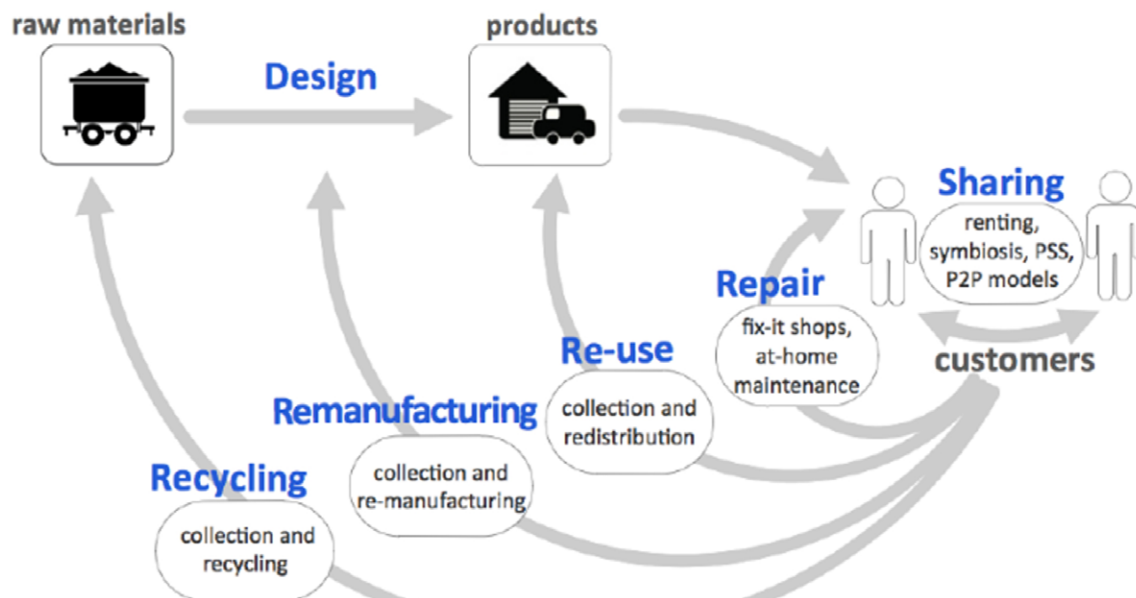 raw materials
products
Design
Sharing
renting,
symbiosis, PSS,
P2P models
Repair
fix-it shops,
at-home
maintenance
customers
Re-use
collection and
redistribution
Remanufacturing
collection and
re-manufacturing
Recycling
collection and
recycling